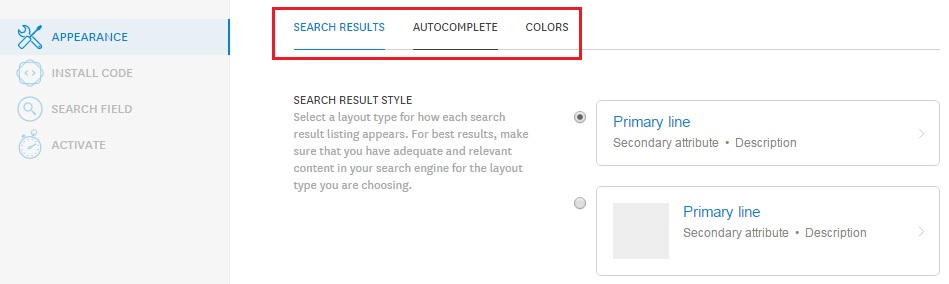 APPEARANCE
INSTALL CODE
SEARCH FIELD
ACTIVATE
SEARCH RESULTS AUTOCOMPLETE COLORS
SEARCH RESULT STYLE
Select a layout type for how each search
result listing appears. For best results, make
sure that you have adequate and relevant
content in your search engine for the layout
type you are choosing.
Primary line
Secondary attribute • Description
Primary line
Secondary attribute • Description